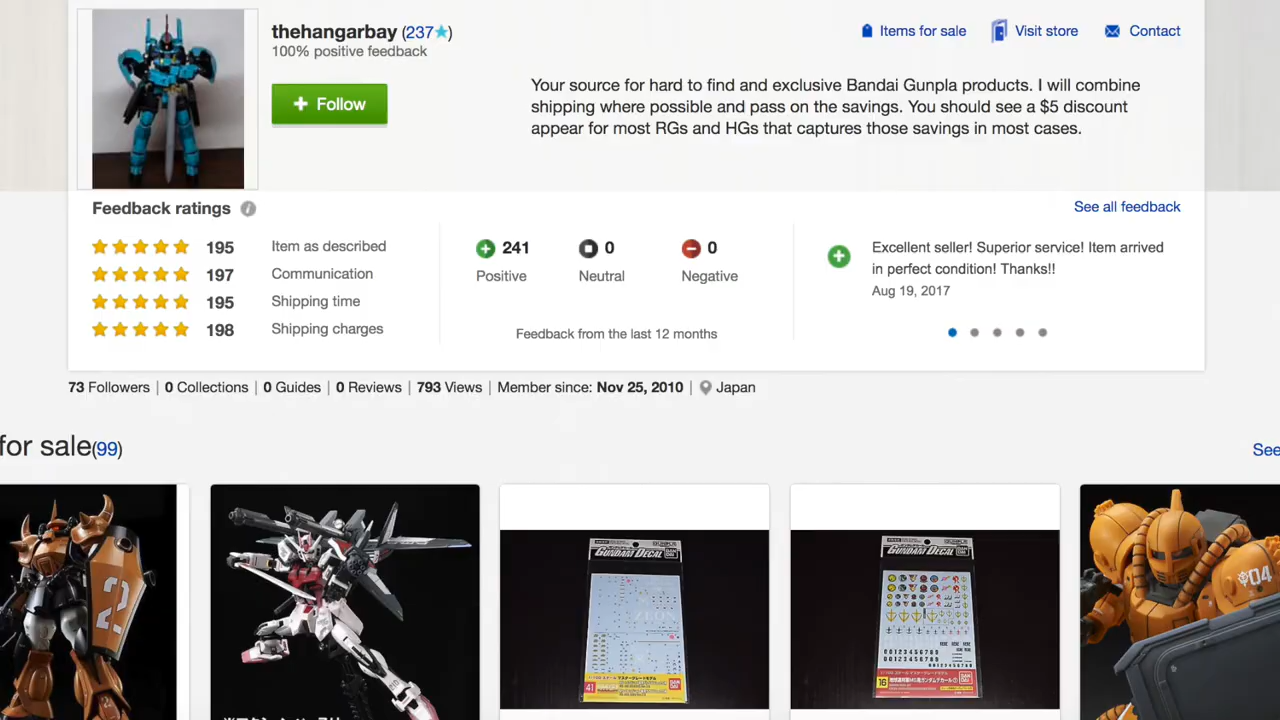 thehangarbay (237)
100% positive feedback
+ Follow
Items for sale
Visit store
Contact
Your source for hard to find and exclusive Bandai Gunpla products. I will combine
shipping where possible and pass on the savings. You should see a $5 discount
appear for most RGs and HGs that captures those savings in most cases.
Feedback ratings
See all feedback
195 Item as described
197 Communication
195 Shipping time
198 Shipping charges
241 Positive
0 Neutral
0 Negative
Feedback from the last 12 months
Excellent seller! Superior service! Item arrived
in perfect condition! Thanks!!
Aug 19, 2017
73 Followers | 0 Collections | 0 Guides | 0 Reviews | 793 Views | Member since: Nov 25, 2010 | Japan
for sale(99)
See
2
GUNDAM DECAL
41
GUNDAM DECAL
16
04